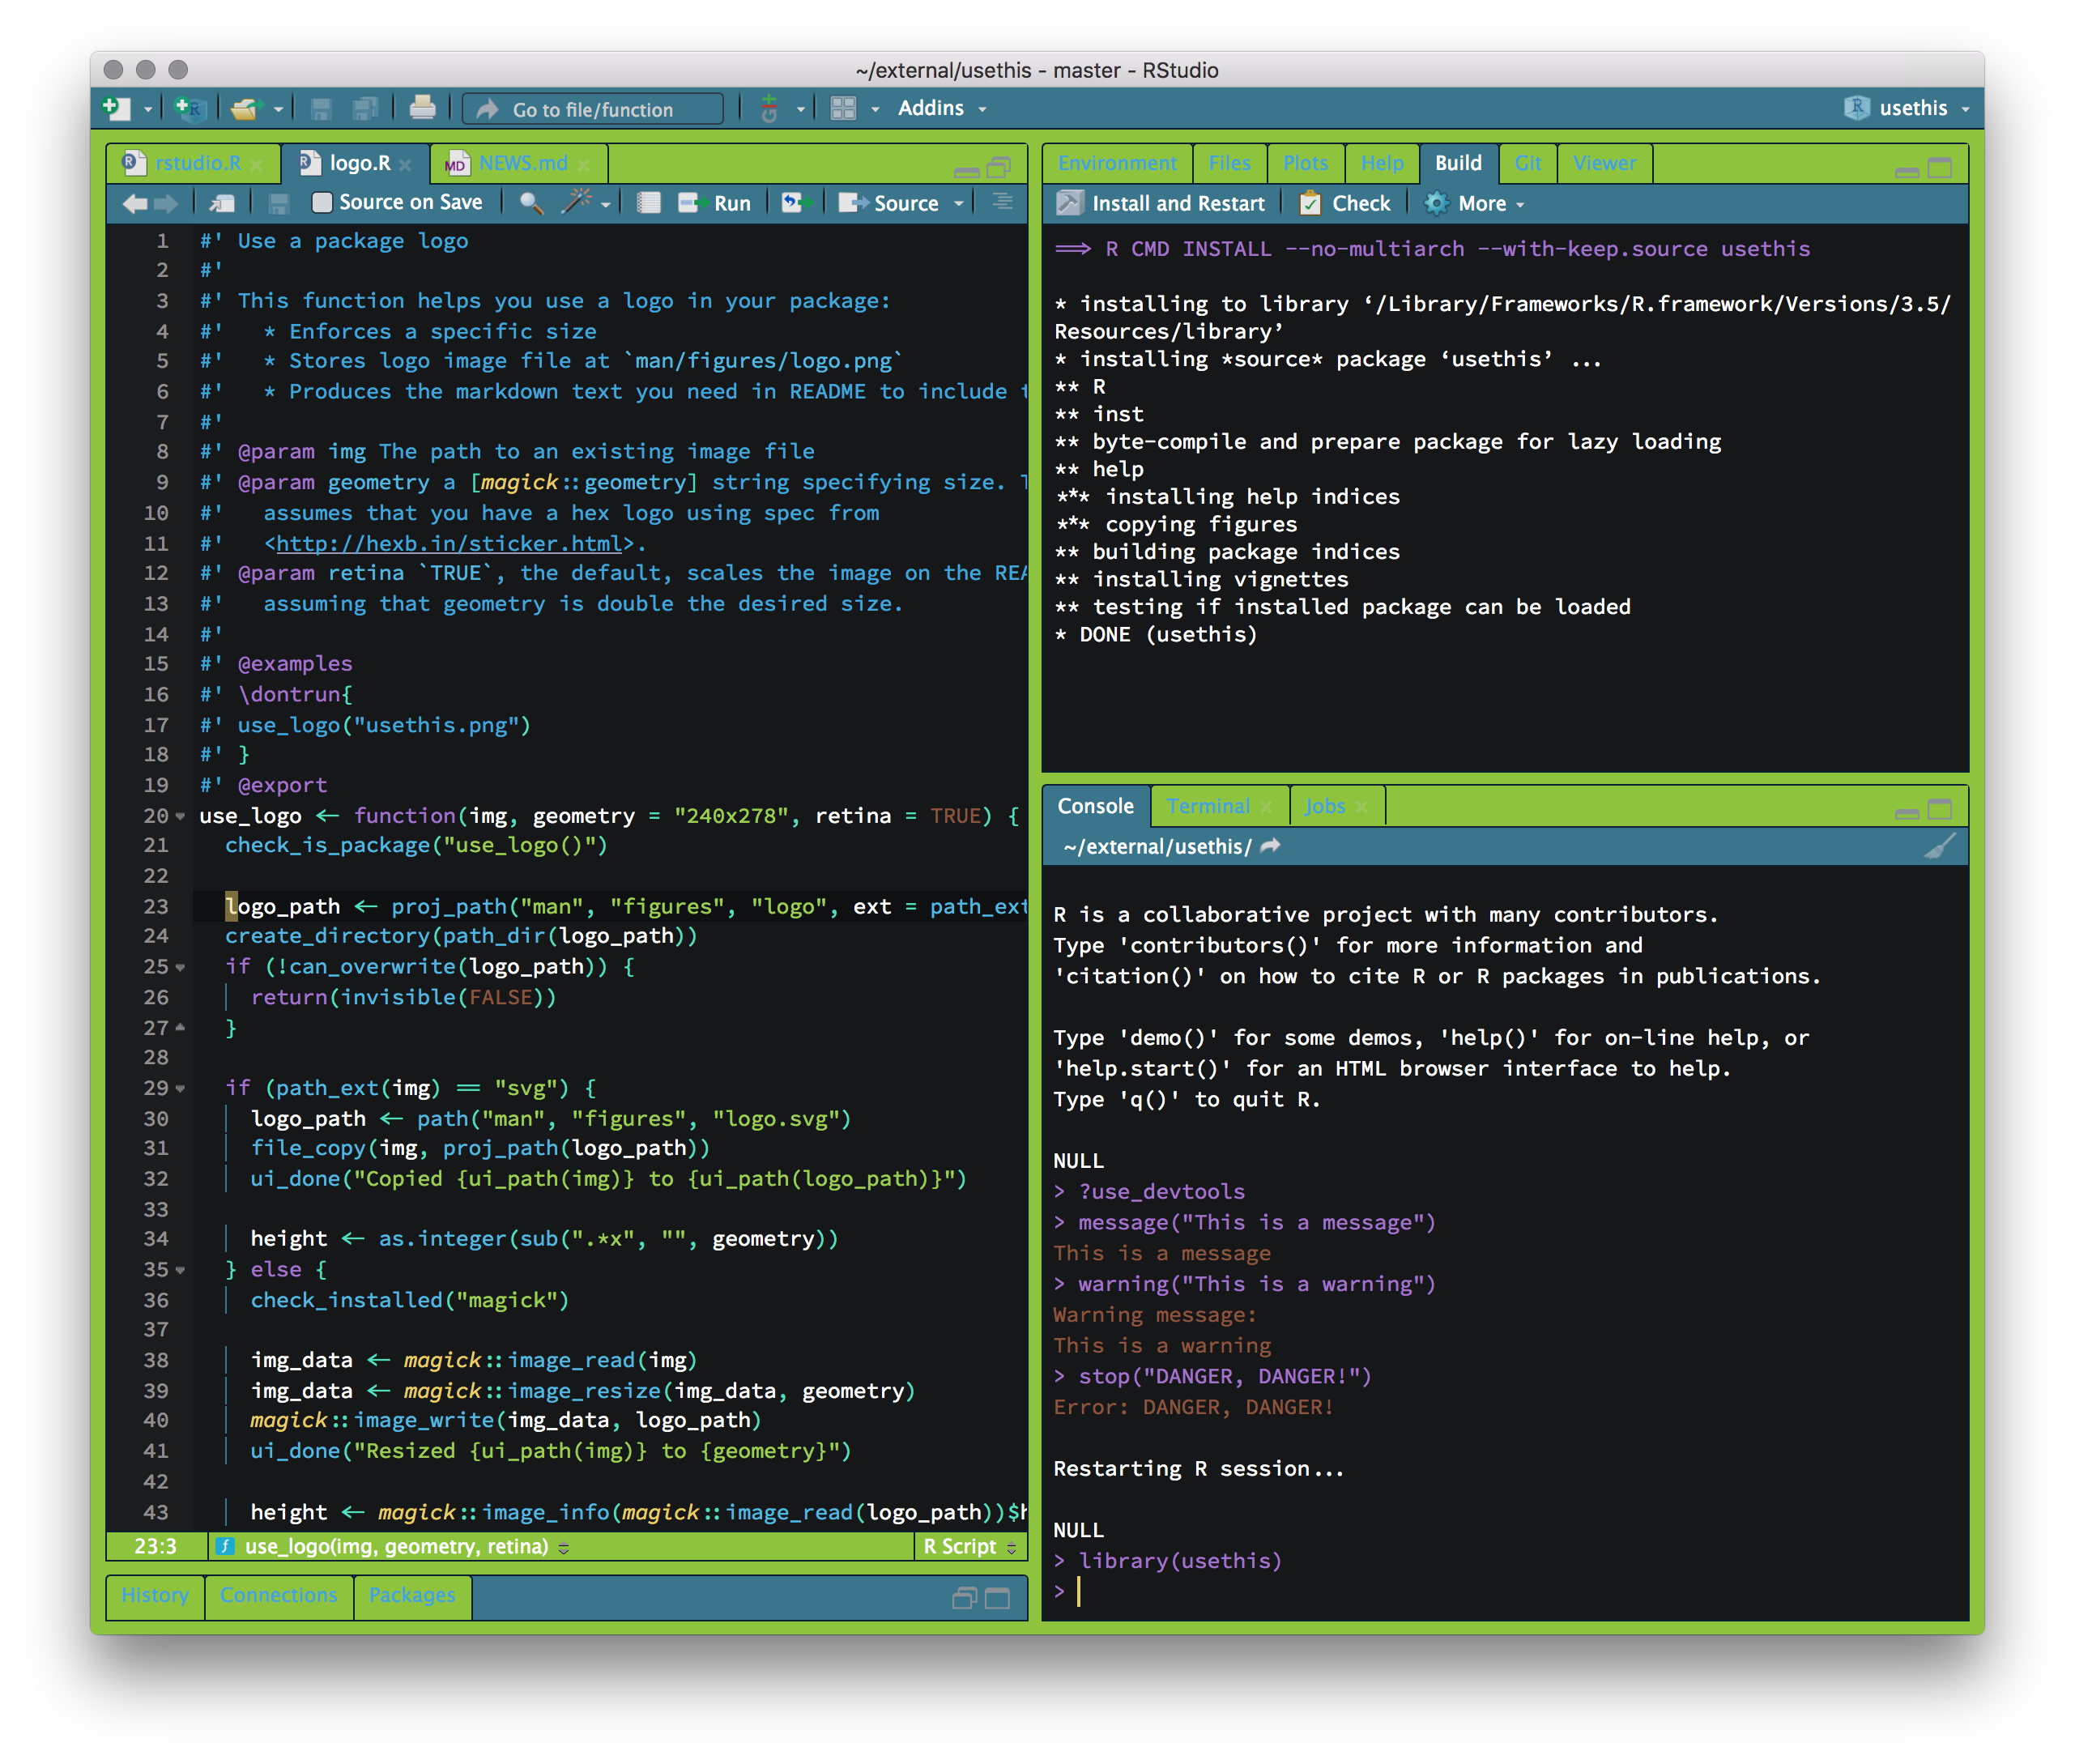 ~/external/usethis - master - RStudio
Go to file/function
Addins
usethis
rstudio.R
logo.R
NEWS.md
Source on Save
Run
Source
1 #' Use a package logo
2 #'
3 #' This function helps you use a logo in your package:
4 #'   * Enforces a specific size
5 #'   * Stores logo image file at `man/figures/logo.png`
6 #'   * Produces the markdown text you need in README to include
7 #'
8 #' @param img The path to an existing image file
9 #' @param geometry a [magick::geometry] string specifying size.
10 #'   assumes that you have a hex logo using spec from
11 #'   <http://hexb.in/sticker.html>.
12 #' @param retina `TRUE`, the default, scales the image on the
13 #'   assuming that geometry is double the desired size.
14 #'
15 #' @examples
16 #' \dontrun{
17 #' use_logo("usethis.png")
18 #' }
19 #' @export
20 use_logo <- function(img, geometry = "240x278", retina = TRUE) {
21   check_is_package("use_logo()")
22
23   logo_path <- proj_path("man", "figures", "logo", ext = path_ext
24   create_directory(path_dir(logo_path))
25   if (!can_overwrite(logo_path)) {
26     return(invisible(FALSE))
27   }
28
29   if (path_ext(img) == "svg") {
30     logo_path <- path("man", "figures", "logo.svg")
31     file_copy(img, proj_path(logo_path))
32     ui_done("Copied {ui_path(img)} to {ui_path(logo_path)}")
33
34     height <- as.integer(sub(".*x", "", geometry))
35   } else {
36     check_installed("magick")
37
38     img_data <- magick::image_read(img)
39     img_data <- magick::image_resize(img_data, geometry)
40     magick::image_write(img_data, logo_path)
41     ui_done("Resized {ui_path(img)} to {geometry}")
42
43     height <- magick::image_info(magick::image_read(logo_path))$h
23:3
use_logo(img, geometry, retina)
R Script
History
Connections
Packages
Environment
Files
Plots
Help
Build
Git
Viewer
Install and Restart
Check
More
==> R CMD INSTALL --no-multiarch --with-keep.source usethis
* installing to library ‘/Library/Frameworks/R.framework/Versions/3.5/
Resources/library’
* installing *source* package ‘usethis’ ...
** R
** inst
** byte-compile and prepare package for lazy loading
** help
*** installing help indices
*** copying figures
** building package indices
** installing vignettes
** testing if installed package can be loaded
* DONE (usethis)
Console
Terminal
Jobs
~/external/usethis/
R is a collaborative project with many contributors.
Type 'contributors()' for more information and
'citation()' on how to cite R or R packages in publications.
Type 'demo()' for some demos, 'help()' for on-line help, or
'help.start()' for an HTML browser interface to help.
Type 'q()' to quit R.
NULL
> ?use_devtools
> message("This is a message")
This is a message
> warning("This is a warning")
Warning message:
This is a warning
> stop("DANGER, DANGER!")
Error: DANGER, DANGER!
Restarting R session...
NULL
> library(usethis)
>